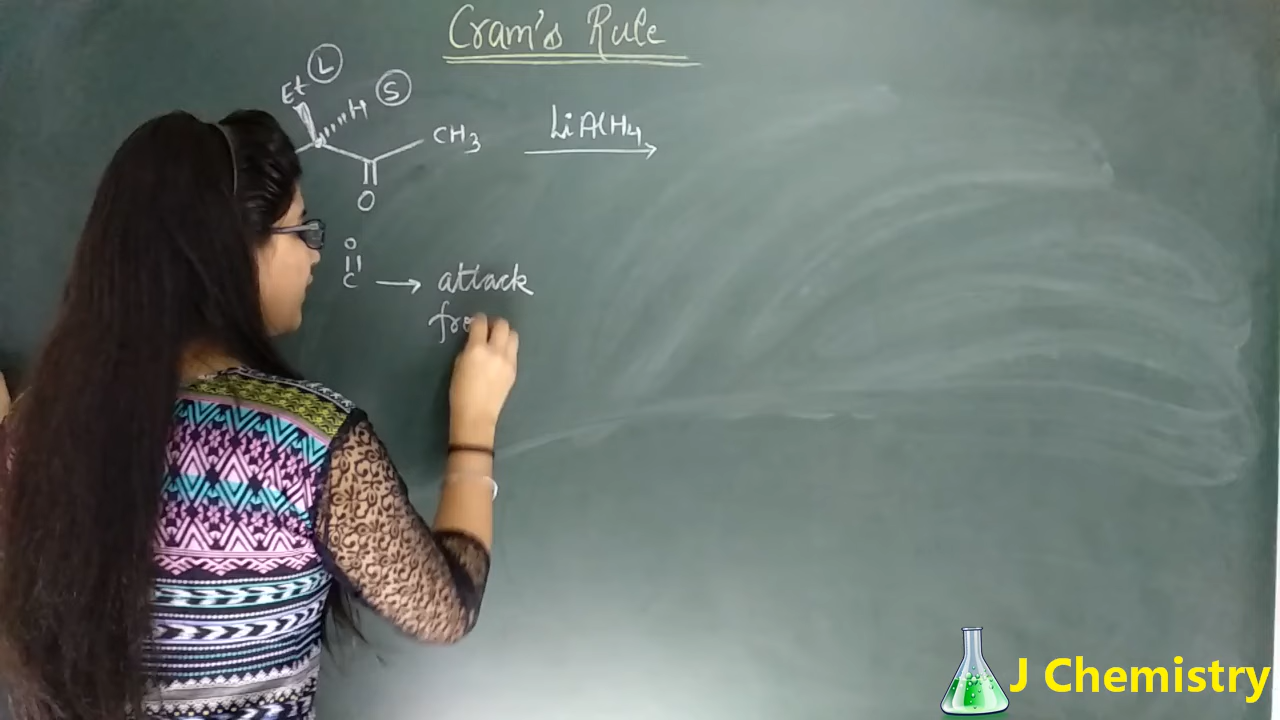 Cram's Rule
Et L
H S
CH3
O
LiAlH4
O
C → attack
J Chemistry